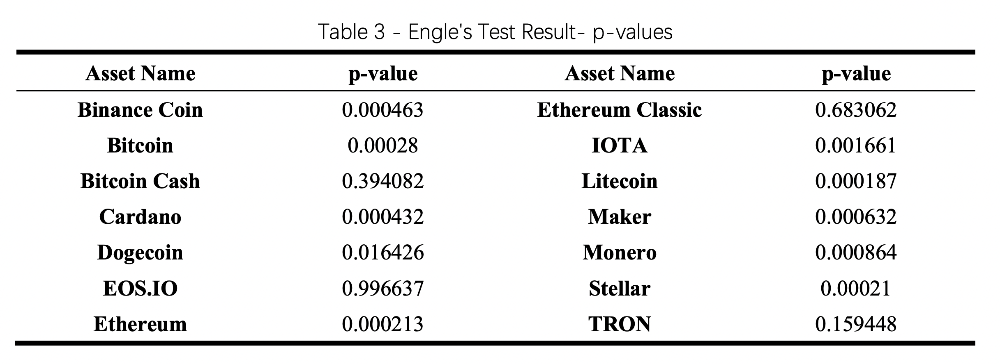 Table 3 - Engle's Test Result- p-values
Asset Name p-value Asset Name p-value
Binance Coin 0.000463 Ethereum Classic 0.683062
Bitcoin 0.00028 IOTA 0.001661
Bitcoin Cash 0.394082 Litecoin 0.000187
Cardano 0.000432 Maker 0.000632
Dogecoin 0.016426 Monero 0.000864
EOS.IO 0.996637 Stellar 0.00021
Ethereum 0.000213 TRON 0.159448